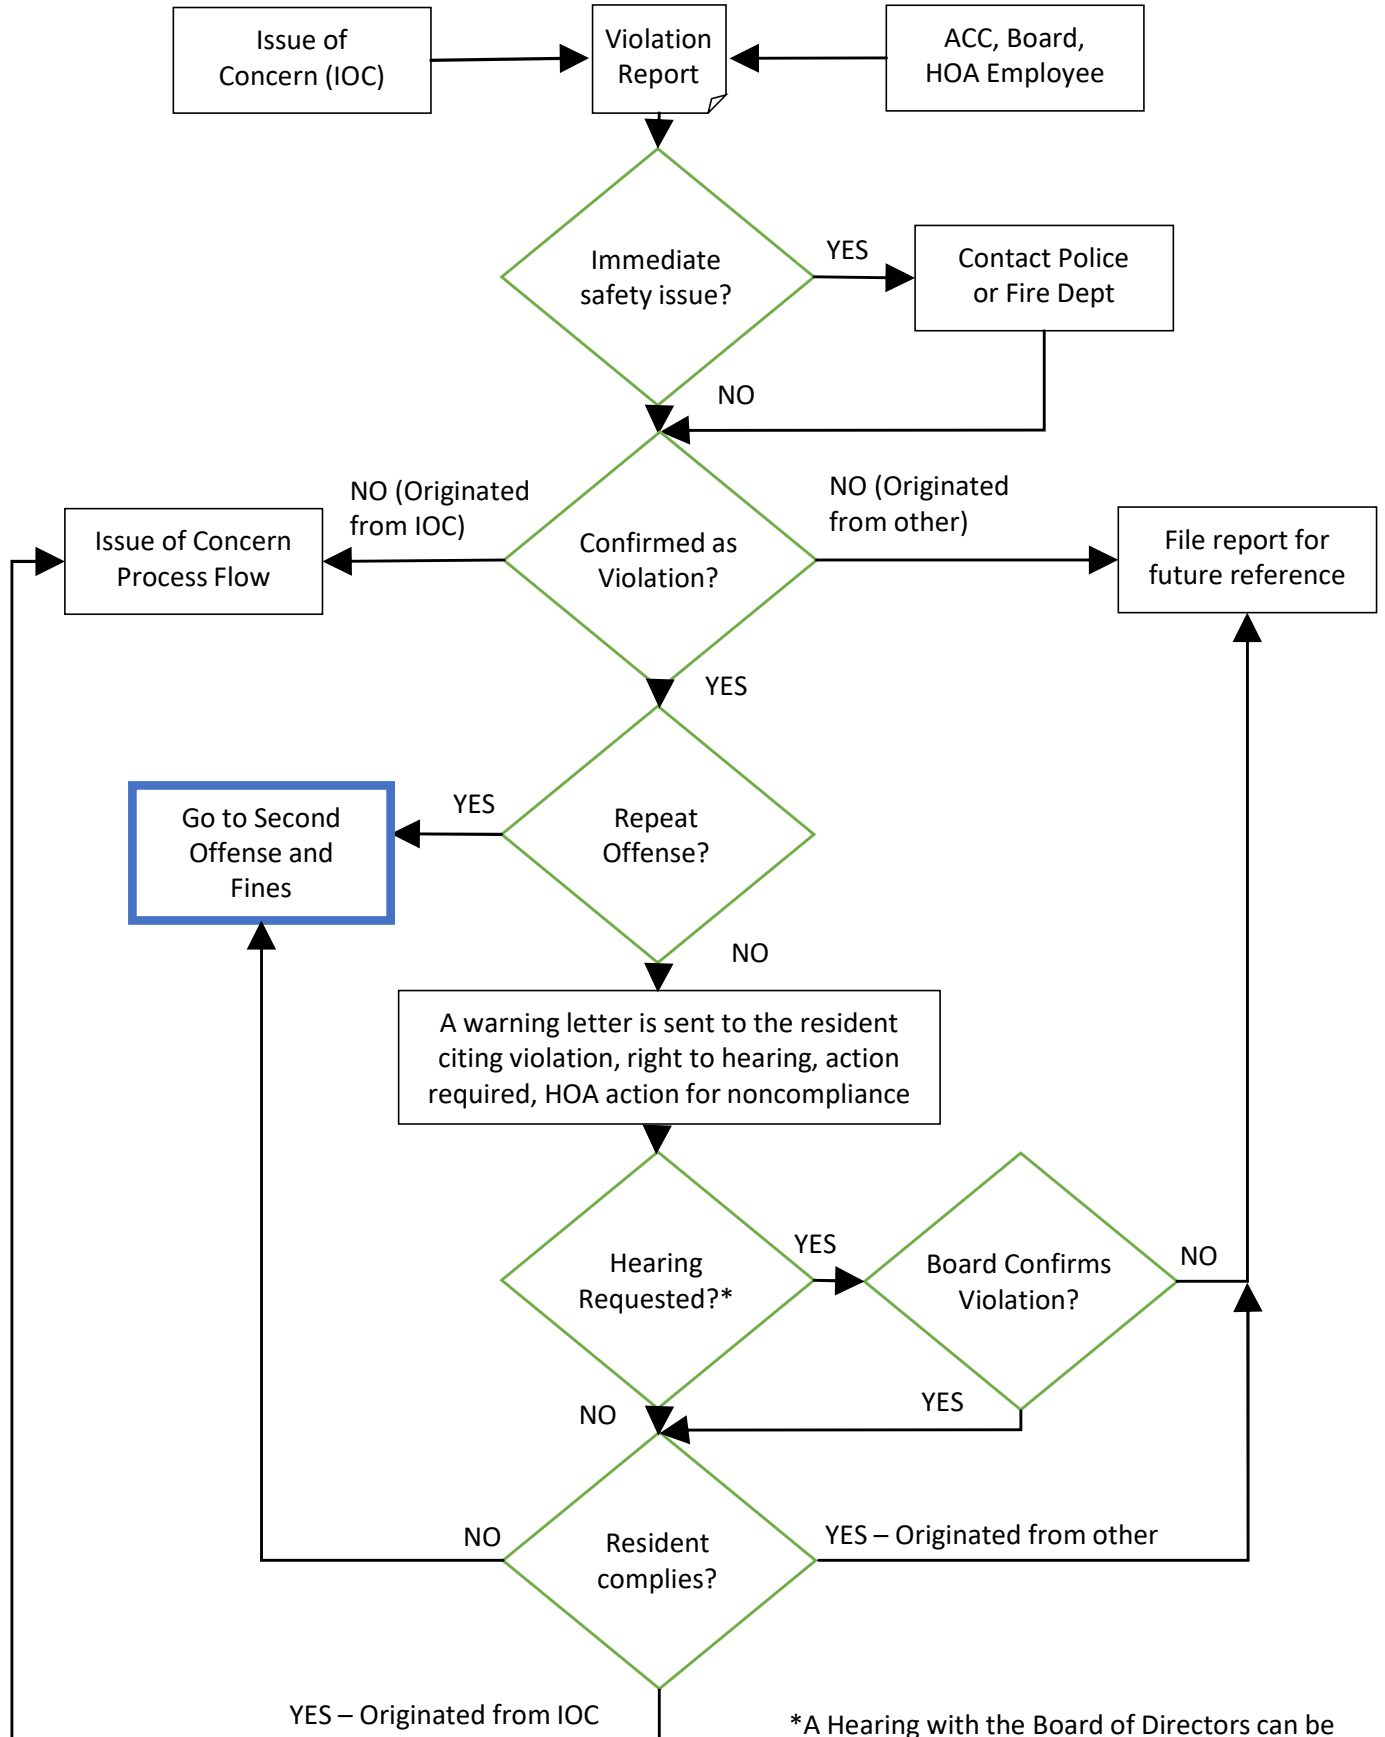 Issue of
Concern (IOC)
Violation
Report
ACC, Board,
HOA Employee
Immediate
safety issue?
YES
Contact Police
or Fire Dept
NO
NO (Originated
from IOC)
NO (Originated
from other)
Issue of Concern
Process Flow
Confirmed as
Violation?
File report for
future reference
YES
Go to Second
Offense and
Fines
YES
Repeat
Offense?
NO
A warning letter is sent to the resident
citing violation, right to hearing, action
required, HOA action for noncompliance
Hearing
Requested?*
YES
Board Confirms
Violation?
NO
YES
NO
NO
Resident
complies?
YES – Originated from other
YES – Originated from IOC
*A Hearing with the Board of Directors can be